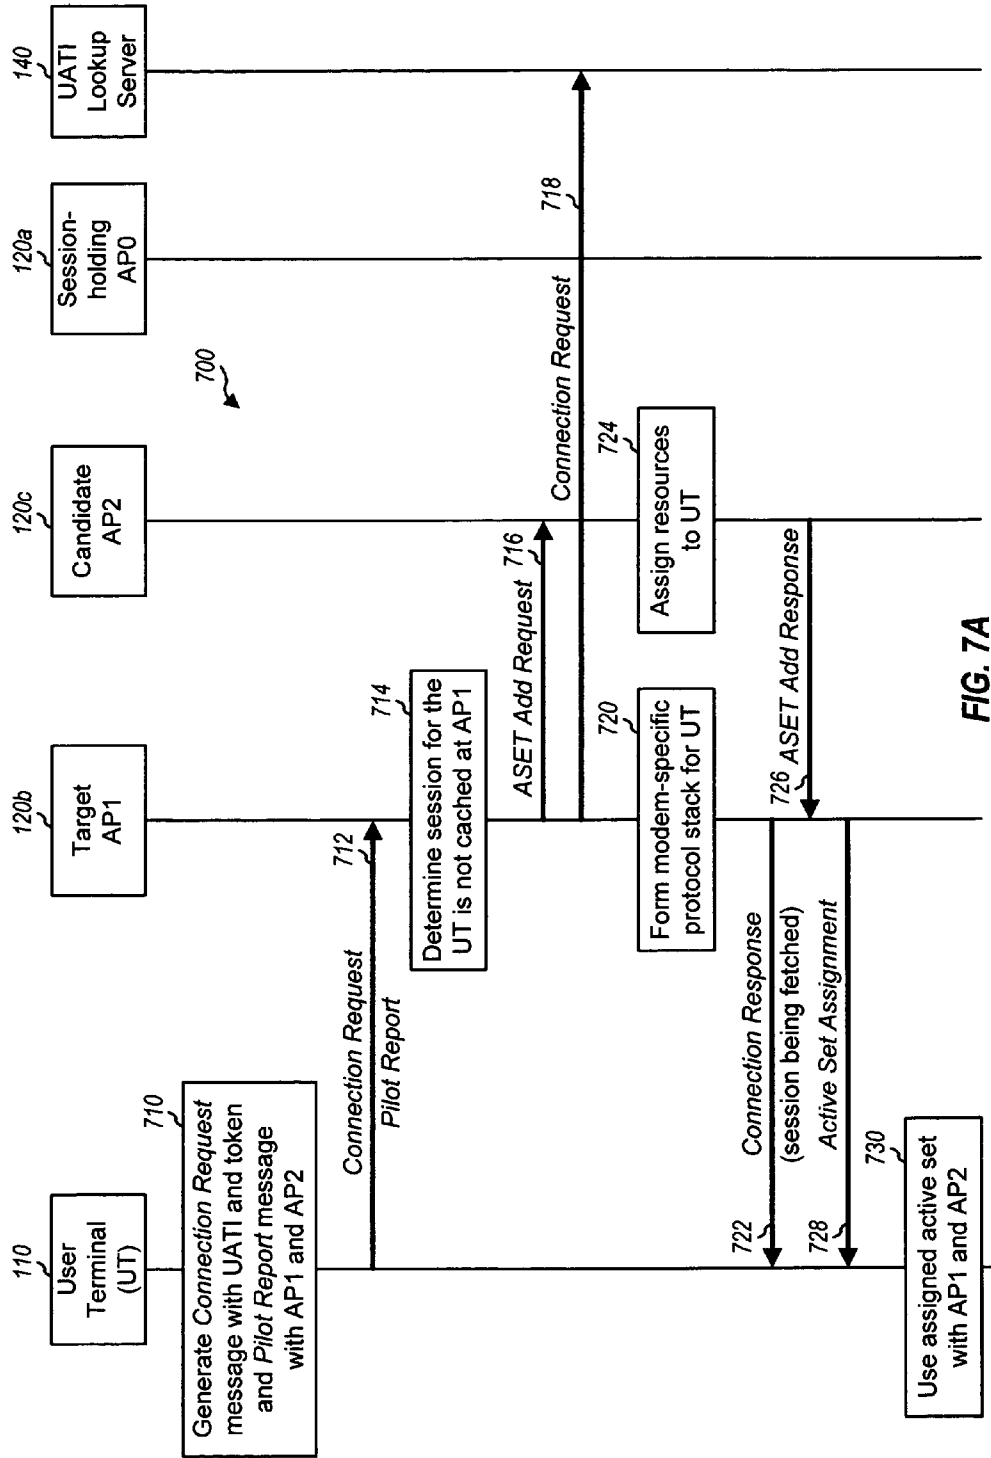 110
User
Terminal
(UT)
120b
Target
AP1
120c
Candidate
AP2
120a
Session-
holding
AP0
140
UATI
Lookup
Server
700
710
Generate Connection Request
message with UATI and token
and Pilot Report message
with AP1 and AP2
Connection Request
712
Pilot Report
714
Determine session for the
UT is not cached at AP1
ASET Add Request
716
Connection Request
718
720
Form modem-specific
protocol stack for UT
724
Assign resources
to UT
722
Connection Response
(session being fetched)
726
ASET Add Response
728
Active Set Assignment
730
Use assigned active set
with AP1 and AP2
FIG. 7A